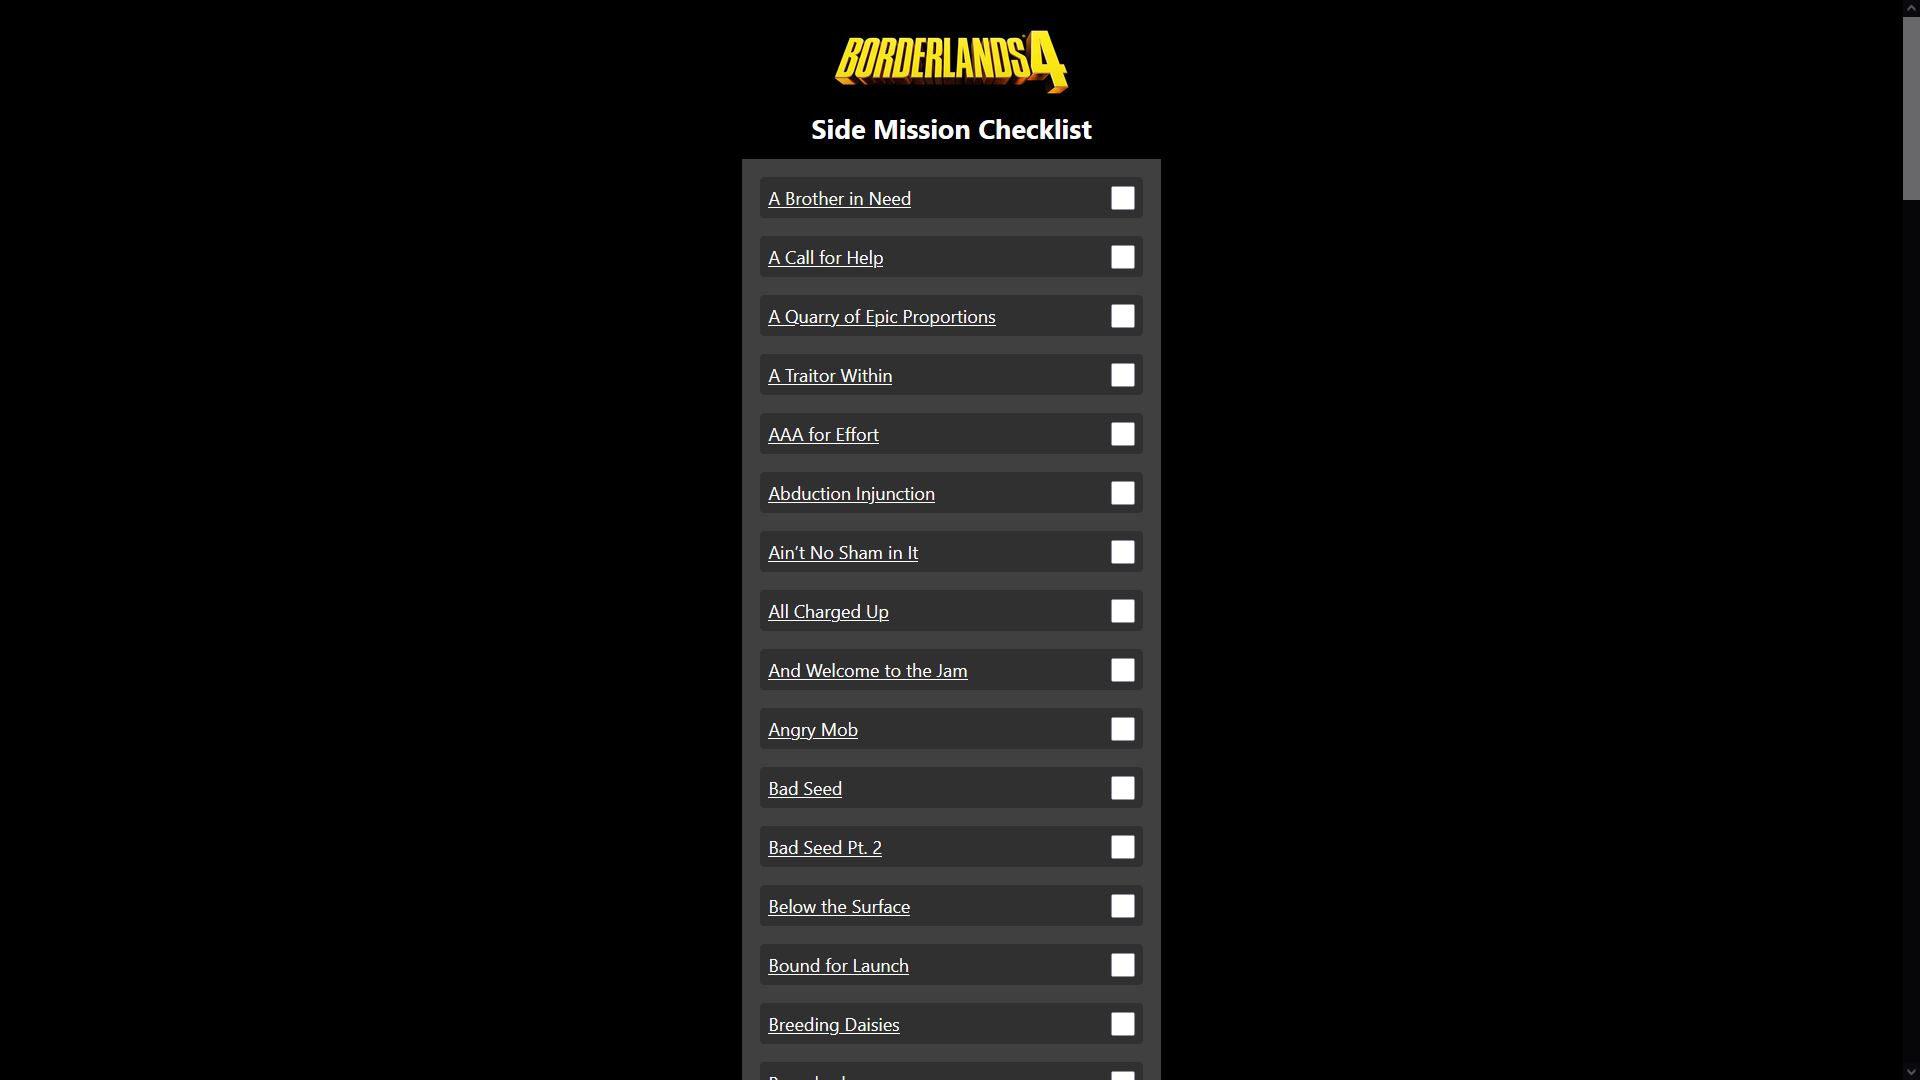 BORDERLANDS 4
Side Mission Checklist
A Brother in Need
A Call for Help
A Quarry of Epic Proportions
A Traitor Within
AAA for Effort
Abduction Injunction
Ain’t No Sham in It
All Charged Up
And Welcome to the Jam
Angry Mob
Bad Seed
Bad Seed Pt. 2
Below the Surface
Bound for Launch
Breeding Daisies